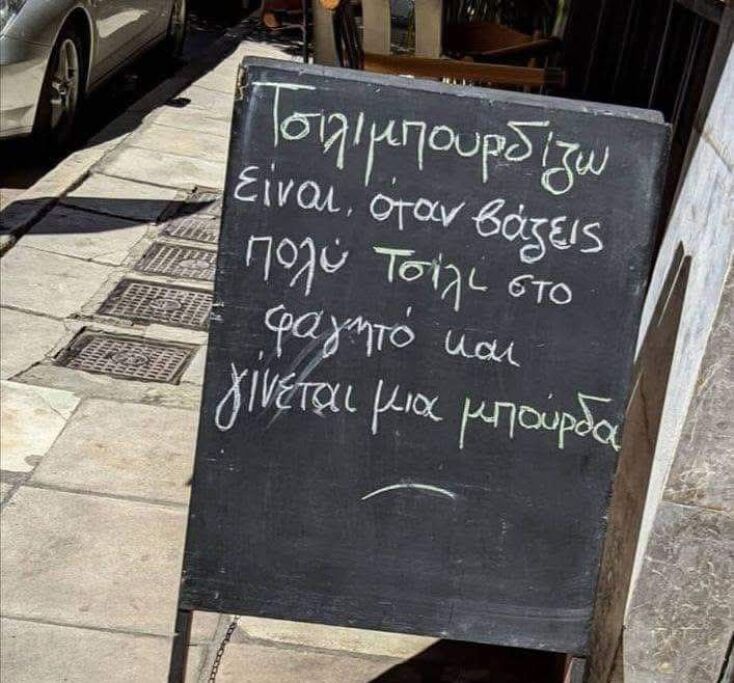 Τσιλιμπουρδίζω
είναι, όταν βάζεις
πολύ τσίλι στο
φαγητό και
γίνεται μια μπούρδα